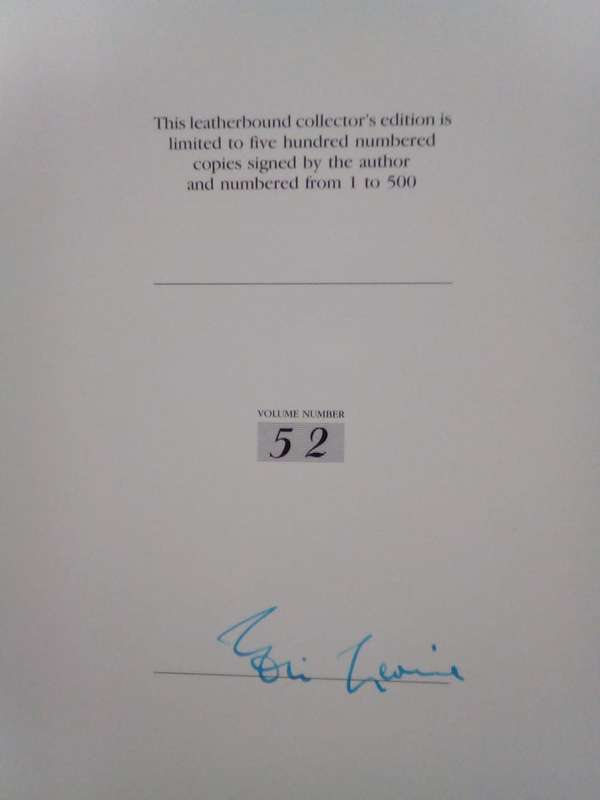 This leatherbound collector's edition is
limited to five hundred numbered
copies signed by the author
and numbered from 1 to 500
VOLUME NUMBER
52